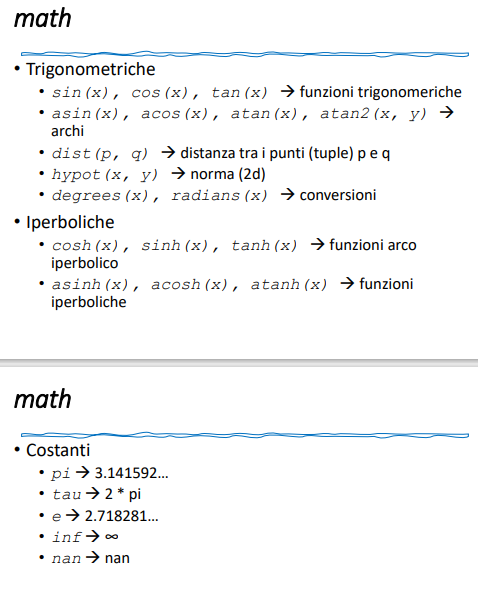 math
• Trigonometriche
• sin(x), cos(x), tan(x) → funzioni trigonomeriche
• asin(x), acos(x), atan(x), atan2(x, y) →
archi
• dist(p, q) → distanza tra i punti (tuple) p e q
• hypot(x, y) → norma (2d)
• degrees(x), radians(x) → conversioni
• Iperboliche
• cosh(x), sinh(x), tanh(x) → funzioni arco
iperbolico
• asinh(x), acosh(x), atanh(x) → funzioni
iperboliche
math
• Costanti
• pi → 3.141592…
• tau → 2 * pi
• e → 2.718281…
• inf → ∞
• nan → nan